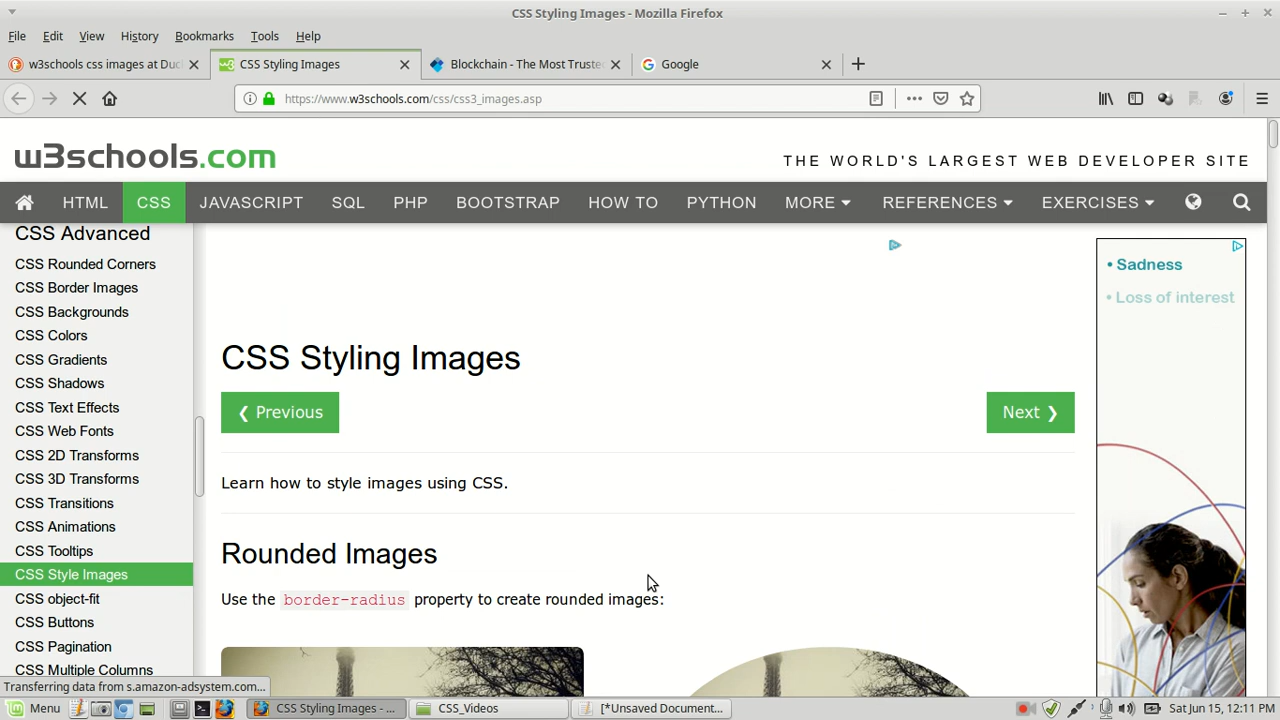 CSS Styling Images - Mozilla Firefox
File Edit View History Bookmarks Tools Help
w3schools css images at Duc CSS Styling Images Blockchain - The Most Truste Google
https://www.w3schools.com/css/css3_images.asp
w3schools.com
THE WORLD'S LARGEST WEB DEVELOPER SITE
HTML CSS JAVASCRIPT SQL PHP BOOTSTRAP HOW TO PYTHON MORE REFERENCES EXERCISES
CSS Advanced
CSS Rounded Corners
CSS Border Images
CSS Backgrounds
CSS Colors
CSS Gradients
CSS Shadows
CSS Text Effects
CSS Web Fonts
CSS 2D Transforms
CSS 3D Transforms
CSS Transitions
CSS Animations
CSS Tooltips
CSS Style Images
CSS object-fit
CSS Buttons
CSS Pagination
CSS Multiple Columns
CSS Styling Images
❮ Previous
Next ❯
Learn how to style images using CSS.
Rounded Images
Use the border-radius property to create rounded images:
• Sadness
• Loss of interest
Transferring data from s.amazon-adsystem.com...
Menu CSS Styling Images - ... CSS_Videos [*Unsaved Document... Sat Jun 15, 12:11 PM